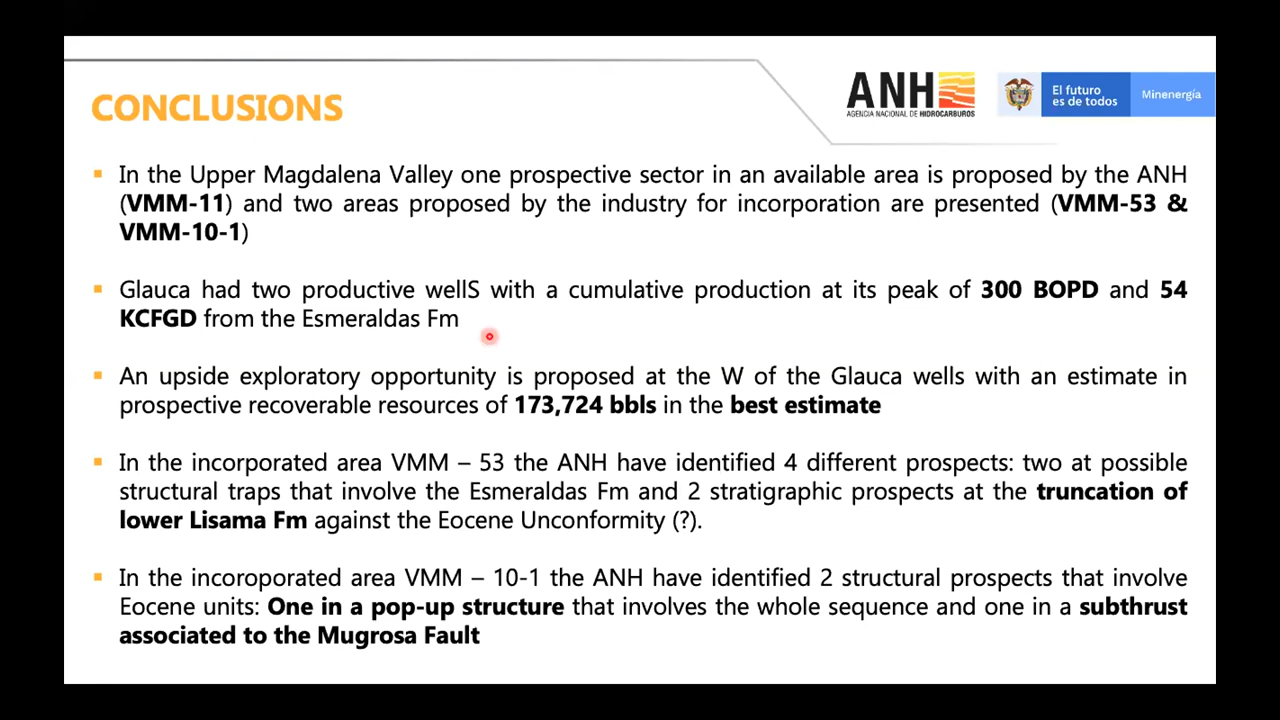 ANH
AGENCIA NACIONAL DE HIDROCARBUROS
El futuro
es de todos
Minenergía
CONCLUSIONS
In the Upper Magdalena Valley one prospective sector in an available area is proposed by the ANH
(VMM-11) and two areas proposed by the industry for incorporation are presented (VMM-53 &
VMM-10-1)
Glauca had two productive wellS with a cumulative production at its peak of 300 BOPD and 54
KCFGD from the Esmeraldas Fm
An upside exploratory opportunity is proposed at the W of the Glauca wells with an estimate in
prospective recoverable resources of 173,724 bbls in the best estimate
In the incorporated area VMM – 53 the ANH have identified 4 different prospects: two at possible
structural traps that involve the Esmeraldas Fm and 2 stratigraphic prospects at the truncation of
lower Lisama Fm against the Eocene Unconformity (?).
In the incoroporated area VMM – 10-1 the ANH have identified 2 structural prospects that involve
Eocene units: One in a pop-up structure that involves the whole sequence and one in a subthrust
associated to the Mugrosa Fault